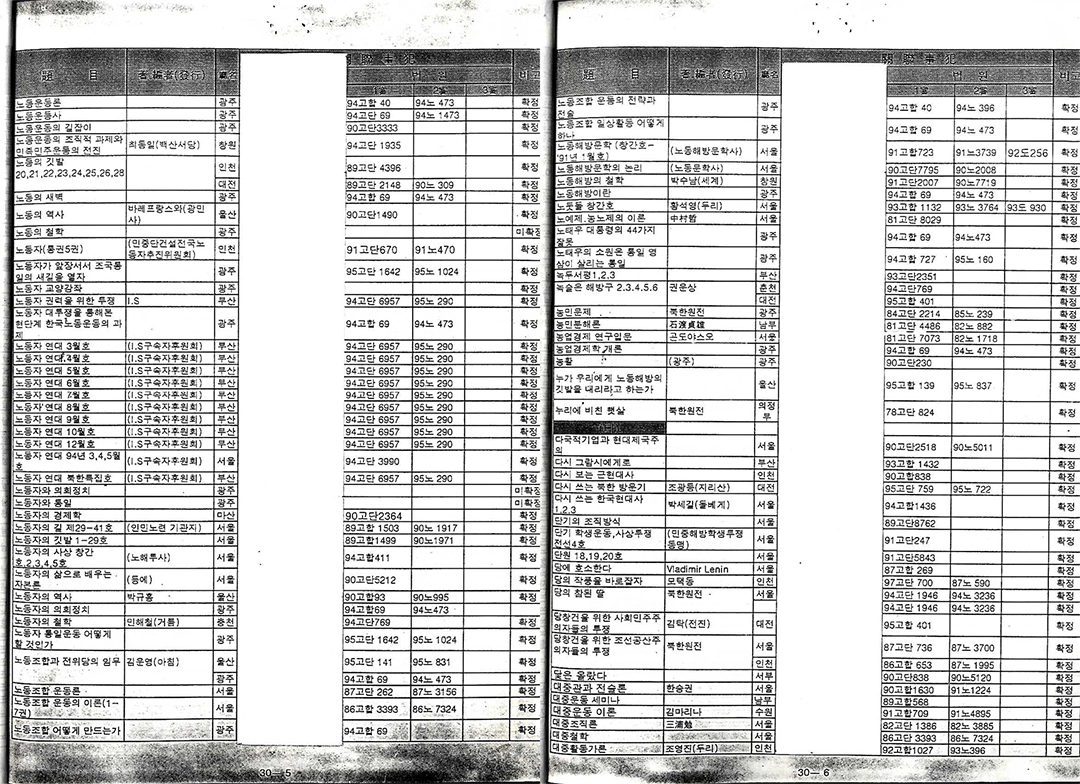 題 目 著·編者(發行) 廳名 關聯事犯 법 원 비고
1심 2심 3심
노동운동론 광주 94고합 40 94노 473 확정
노동운동사 광주 94고단 69 94노 1473 확정
노동운동의 길잡이 광주 90고단3333 확정
노동운동의 조직적 과제와 민족민주운동의 전진 최동일(백산서당) 창원 94고단 1935 확정
노동의 깃발 20,21,22,23,24,25,26,28 인천 89고단 4396 확정
대전 89고단 2148 90노 309 확정
노동의 새벽 광주 94고합 69 94노 473 확정
노동의 역사 바레프랑스와(광민사) 울산 90고단1490 확정
노동의 철학 광주 미확정
노동자(통권5권) (민중단건설전국노동자추진위원회) 인천 91고단670 91노470 확정
노동자가 앞장서서 조국통일의 새길을 열자 광주 95고단 1642 95노 1024 확정
노동자 교양강좌 광주 확정
노동자 권력을 위한 투쟁 I.S 부산 94고단 6957 95노 290 확정
노동자 대투쟁을 통해본 현단계 한국노동운동의 과제 광주 94고합 69 94노 473 확정
노동자 연대 3월호 (I.S구속자후원회) 부산 94고단 6957 95노 290 확정
노동자 연대 3월호 (I.S구속자후원회) 부산 94고단 6957 95노 290 확정
노동자 연대 5월호 (I.S구속자후원회) 부산 94고단 6957 95노 290 확정
노동자 연대 6월호 (I.S구속자후원회) 부산 94고단 6957 95노 290 확정
노동자 연대 7월호 (I.S구속자후원회) 부산 94고단 6957 95노 290 확정
노동자 연대 8월호 (I.S구속자후원회) 부산 94고단 6957 95노 290 확정
노동자 연대 9월호 (I.S구속자후원회) 부산 94고단 6957 95노 290 확정
노동자 연대 10월호 (I.S구속자후원회) 부산 94고단 6957 95노 290 확정
노동자 연대 12월호 (I.S구속자후원회) 부산 94고단 6957 95노 290 확정
노동자 연대 94년 3,4,5월호 (I.S구속자후원회) 서울 94고단 3990 확정
노동자 연대 북한특집호 (I.S구속자후원회) 부산 94고단 6957 95노 290 확정
노동자와 의회정치 광주 미확정
노동자와 통일 광주 미확정
노동자의 경제학 마산 90고단2364 확정
노동자의 길 제29-41호 (인민노련 기관지) 서울 89고합 1503 90노 1917 확정
노동자의 깃발 1-29호 서울 89고합1499 90노1971 확정
노동자의 사상 창간호,2,3,4,5호 (노해투사) 서울 94고합411 확정
노동자의 삶으로 배우는 자본론 (등에) 서울 90고단5212 확정
노동자의 역사 박규홍 울산 90고합93 90노995 확정
노동자의 의회정치 광주 94고합69 94노473 확정
노동자의 철학 민해철(거름) 춘천 94고단769 확정
노동자 통일운동 어떻게 할 것인가 광주 95고단 1642 95노 1024 확정
노동조합과 전위당의 임무 김운영(아침) 울산 95고단 141 95노 831 확정
광주 94고합 69 94노 473 확정
노동조합 운동론 서울 87고단 262 87노 3156 확정
노동조합 운동의 이론(1-7권) 서울 86고합 3393 86노 7324 확정
노동조합 어떻게 만드는가 광주 94고합 69 확정
30- 5
題 目 著·編者(發行) 廳名 關聯事犯 법 원 비고
1심 2심 3심
노동조합 운동의 전략과 전술 광주 94고합 40 94노 396 확정
노동조합 일상활동 어떻게 하나 광주 94고합 69 94노 473 확정
노동해방문학 (창간호-'91년 1월호) (노동해방문학사) 서울 91고합723 91노3739 92도256 확정
노동해방문학의 논리 (노동문학사) 서울 90고단7795 90노2008 확정
노동해방의 철학 박수남(세계) 창원 91고단2007 90노7719 확정
노동해방이란 광주 94고합 69 94노 473 확정
노둣돌 창간호 황석영(두리) 서울 93고합 1132 93노 3764 93도 930 확정
노예제.농노제의 이론 中村哲 서울 81고단 8029 확정
노태우 대통령의 44가지 잘못 광주 94고합 69 94노473 확정
노태우의 소원은 통일 영삼이 살리는 통일 광주 94고합 727 95노 160 확정
녹두서평1,2,3 부산 93고단2351 확정
녹슬은 해방구 2.3.4.5.6 권운상 춘천 94고단769 확정
대전 95고합 401 확정
농민문제 북한원전 광주 84고단 2214 85노 239 확정
농민분해론 石渡貞雄 남부 81고단 4486 82노 882 확정
농업경제 연구입문 곤도야스오 서울 81고단 7073 82노 1718 확정
농업경제학 개론 광주 94고합 69 94노 473 확정
농활 (광주) 광주 90고단230 확정
누가 우리에게 노동해방의 깃발을 내리라고 하는가 울산 95고합 139 95노 837 확정
누리에 비친 햇살 북한원전 의정부 78고단 824 확정
다국적기업과 현대제국주의 서울 90고단2518 90노5011 확정
다시 그람시에게로 부산 93고합 1432 확정
다시 보는 근현대사 인천 90고합838 확정
다시 쓰는 북한 방문기 조광동(지리산) 대전 95고단 759 95노 722 확정
다시 쓰는 한국현대사 1.2.3 박세길(돌베게) 서울 94고합1436 확정
단기의 조직방식 서울 89고단8762 확정
단기 학생운동,사상투쟁 전선4호 (민중해방학생투쟁동맹) 서울 91고단247 확정
단원 18,19,20호 서울 91고단5843 확정
당에 호소한다 Vladimir Lenin 서울 87고합 269 확정
당의 작풍을 바로잡자 모택동 인천 97고단 700 87노 590 확정
당의 참된 딸 북한원전 서울 94고단 1946 94노 3236 확정
94고단 1946 94노 3236 확정
당창건을 위한 사회민주주의자들의 투쟁 김탁(전진) 대전 95고합 401 확정
당창건을 위한 조선공산주의자들의 투쟁 북한원전 서울 87고단 736 87노 3700 확정
인천 86고합 653 87노 1995 확정
닻은 올랐다 서부 90고단838 90노5120 확정
대중관과 전술론 한승권 서울 90고합1630 91노1224 확정
대중운동 세미나 남부 89고합568 확정
대중운동 이론 김마리나 수원 91고합709 91노4895 확정
대중조직론 三浦勉 서울 82고단 1386 82노 3885 확정
대중철학 서울 86고단 3393 86노 7324 확정
대중활동가론 조영진(두리) 인천 92고합1027 93노396 확정
30- 6